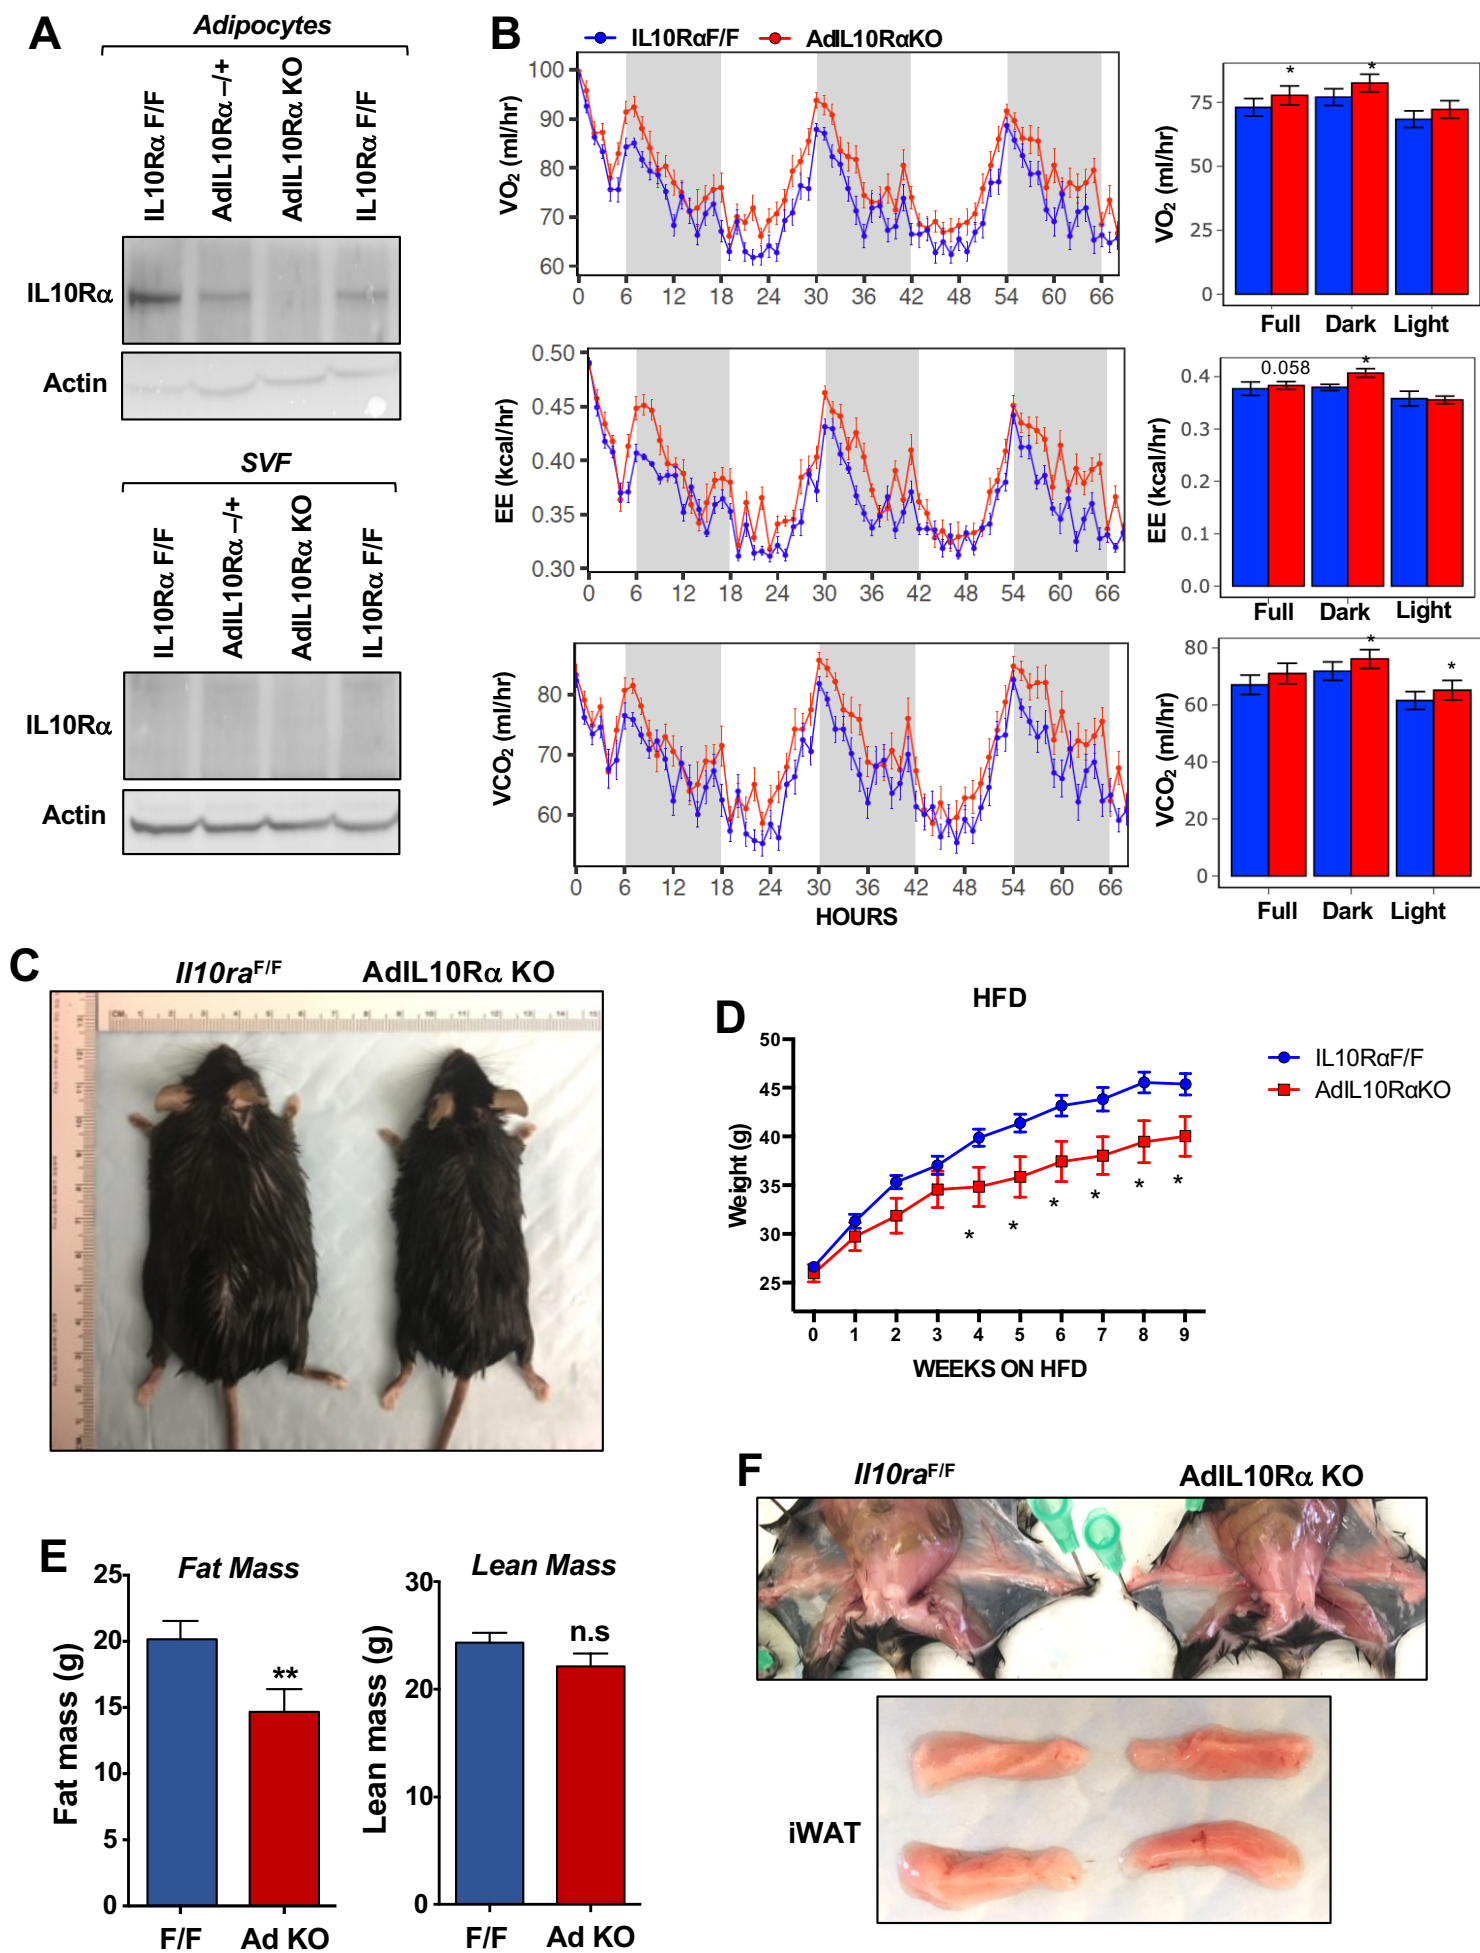 A
Adipocytes
IL10Rα F/F
AdIL10Rα –/+
AdIL10Rα KO
IL10Rα F/F
IL10Rα
Actin
SVF
IL10Rα F/F
AdIL10Rα –/+
AdIL10Rα KO
IL10Rα F/F
IL10Rα
Actin
B
IL10RαF/F
AdIL10RαKO
VO₂ (ml/hr)
100
90
80
70
60
0 6 12 18 24 30 36 42 48 54 60 66
VO₂ (ml/hr)
75
50
25
0
* *
Full Dark Light
EE (kcal/hr)
0.50
0.45
0.40
0.35
0.30
0 6 12 18 24 30 36 42 48 54 60 66
EE (kcal/hr)
0.4
0.3
0.2
0.1
0.0
0.058 *
Full Dark Light
VCO₂ (ml/hr)
80
70
60
0 6 12 18 24 30 36 42 48 54 60 66
HOURS
VCO₂ (ml/hr)
80
60
40
20
0
* *
Full Dark Light
C
Il10ra F/F
AdIL10Rα KO
D
HFD
IL10RαF/F
AdIL10RαKO
Weight (g)
50
45
40
35
30
25
* * * * * *
0 1 2 3 4 5 6 7 8 9
WEEKS ON HFD
E
Fat Mass
Fat mass (g)
25
20
15
10
5
0
**
F/F Ad KO
Lean Mass
Lean mass (g)
30
20
10
0
n.s
F/F Ad KO
F
Il10ra F/F
AdIL10Rα KO
iWAT